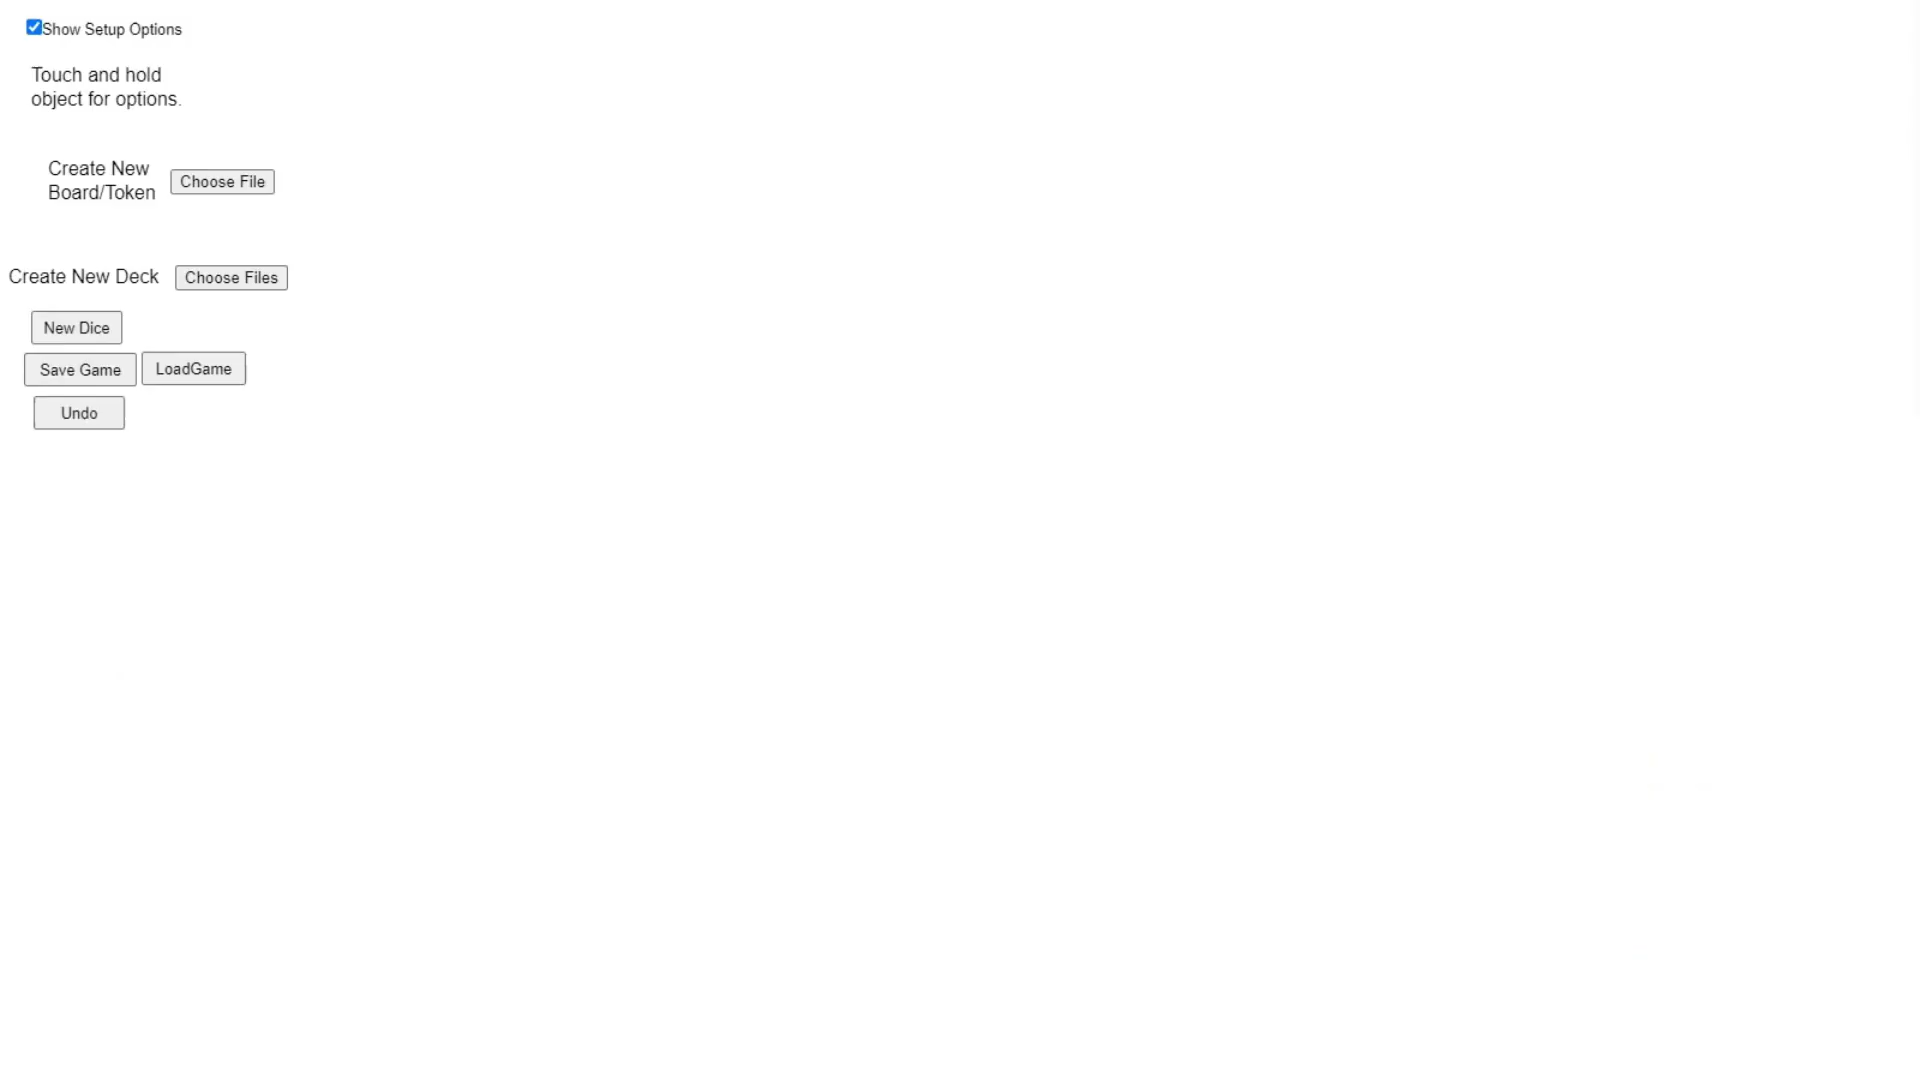 Show Setup Options
Touch and hold
object for options.
Create New
Board/Token
Choose File
Create New Deck
Choose Files
New Dice
Save Game
LoadGame
Undo